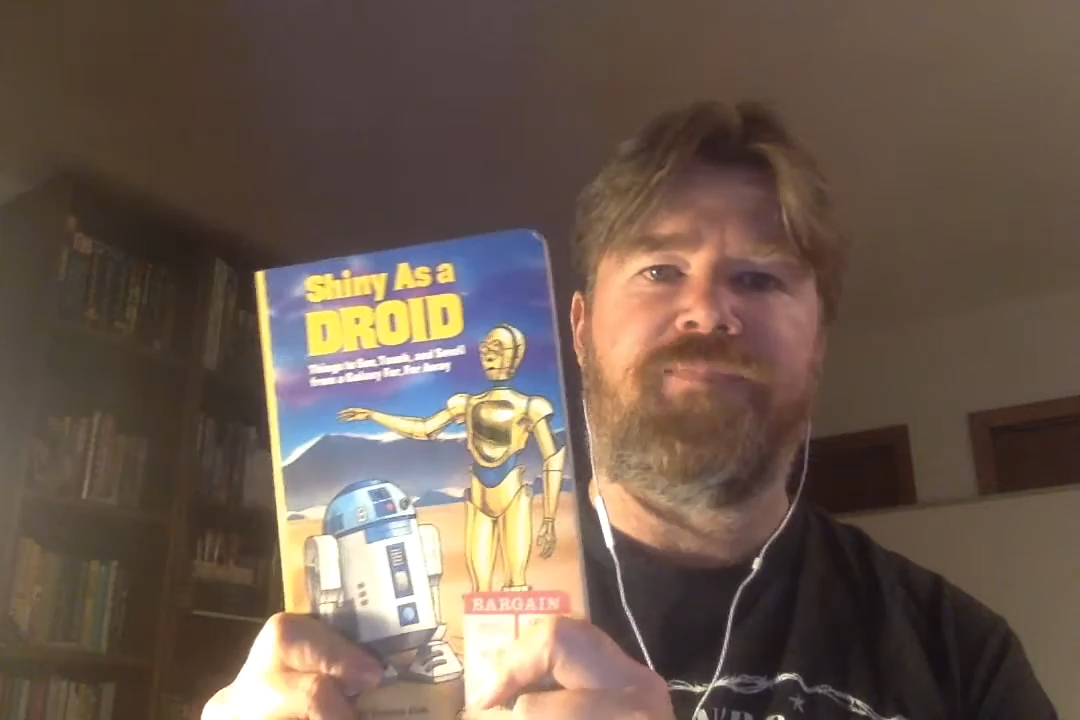 Shiny As a
DROID
Things to See, Touch, and Smell
from a Galaxy Far, Far Away
BARGAIN